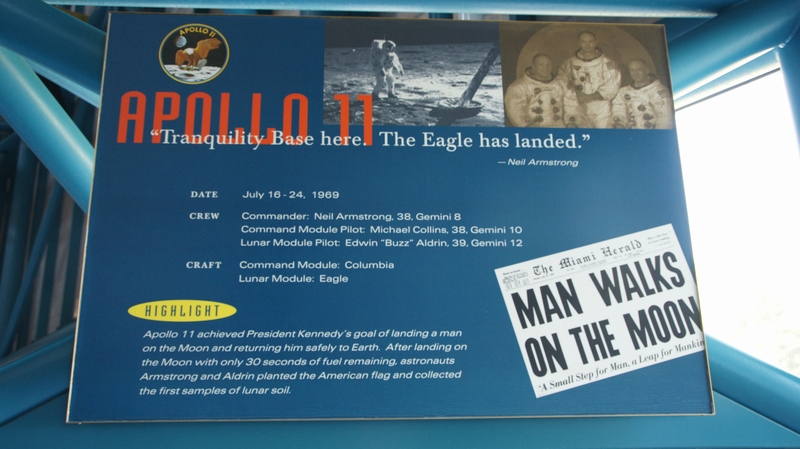 APOLLO 11
APOLLO 11
"Tranquility Base here. The Eagle has landed."
— Neil Armstrong
DATE July 16 - 24, 1969
CREW Commander: Neil Armstrong, 38, Gemini 8
Command Module Pilot: Michael Collins, 38, Gemini 10
Lunar Module Pilot: Edwin "Buzz" Aldrin, 39, Gemini 12
CRAFT Command Module: Columbia
Lunar Module: Eagle
HIGHLIGHT
Apollo 11 achieved President Kennedy's goal of landing a man
on the Moon and returning him safely to Earth. After landing on
the Moon with only 30 seconds of fuel remaining, astronauts
Armstrong and Aldrin planted the American flag and collected
the first samples of lunar soil.
The Miami Herald
MAN WALKS
ON THE MOON
'A Small Step for Man, a Leap for Mankin